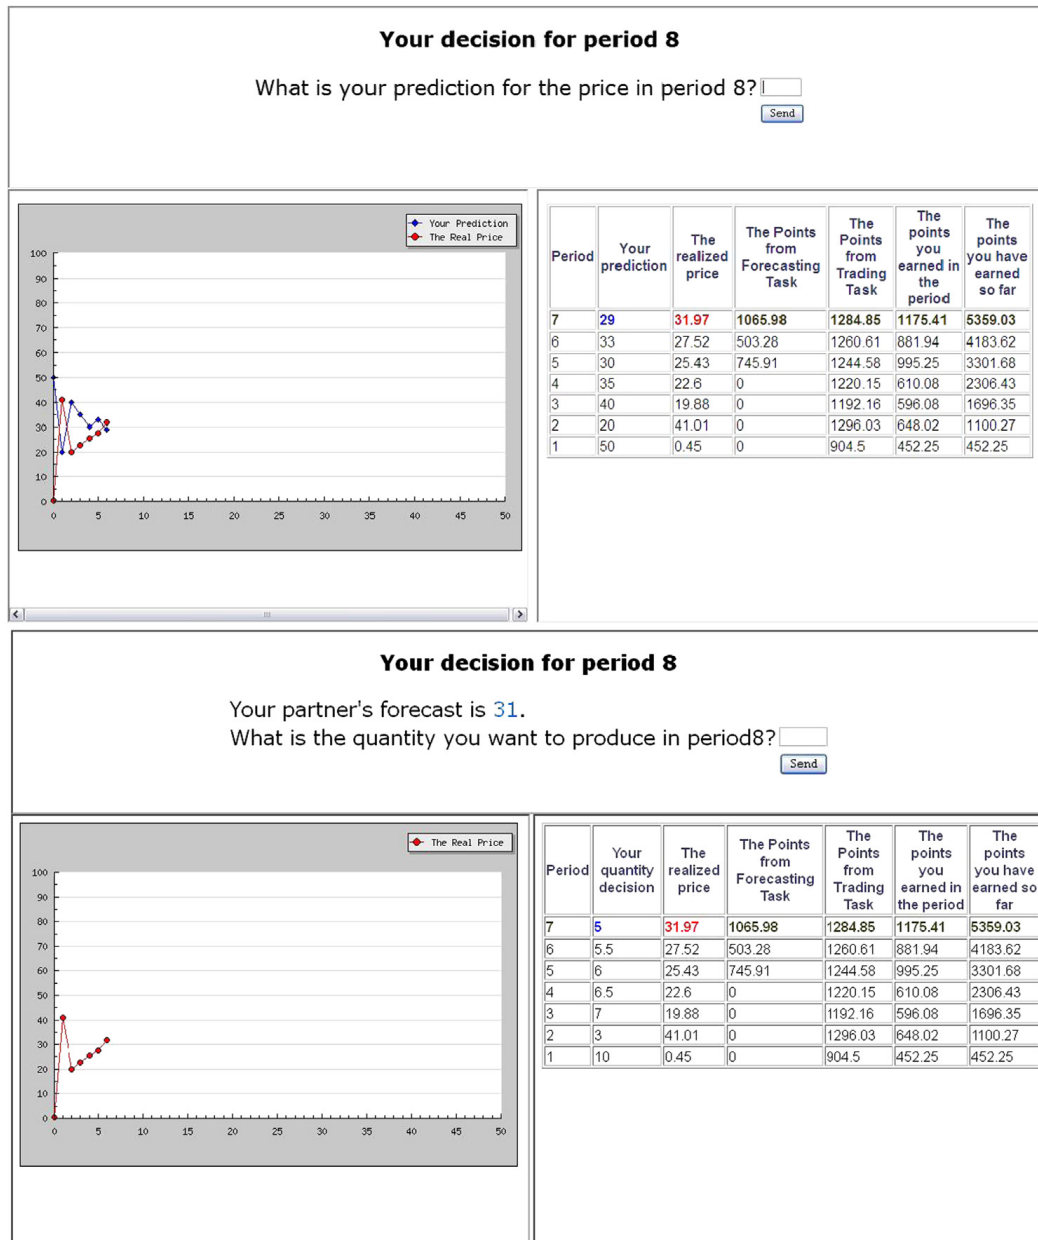 Your decision for period 8
What is your prediction for the price in period 8?
Send
Your Prediction
The Real Price
100
90
80
70
60
50
40
30
20
10
0
0 5 10 15 20 25 30 35 40 45 50
Period Your prediction The realized price The Points from Forecasting Task The Points from Trading Task The points you earned in the period The points you have earned so far
7 29 31.97 1065.98 1284.85 1175.41 5359.03
6 33 27.52 503.28 1260.61 881.94 4183.62
5 30 25.43 745.91 1244.58 995.25 3301.68
4 35 22.6 0 1220.15 610.08 2306.43
3 40 19.88 0 1192.16 596.08 1696.35
2 20 41.01 0 1296.03 648.02 1100.27
1 50 0.45 0 904.5 452.25 452.25
Your decision for period 8
Your partner's forecast is 31.
What is the quantity you want to produce in period8?
Send
The Real Price
100
90
80
70
60
50
40
30
20
10
0
0 5 10 15 20 25 30 35 40 45 50
Period Your quantity decision The realized price The Points from Forecasting Task The Points from Trading Task The points you earned in the period The points you have earned so far
7 5 31.97 1065.98 1284.85 1175.41 5359.03
6 5.5 27.52 503.28 1260.61 881.94 4183.62
5 6 25.43 745.91 1244.58 995.25 3301.68
4 6.5 22.6 0 1220.15 610.08 2306.43
3 7 19.88 0 1192.16 596.08 1696.35
2 3 41.01 0 1296.03 648.02 1100.27
1 10 0.45 0 904.5 452.25 452.25